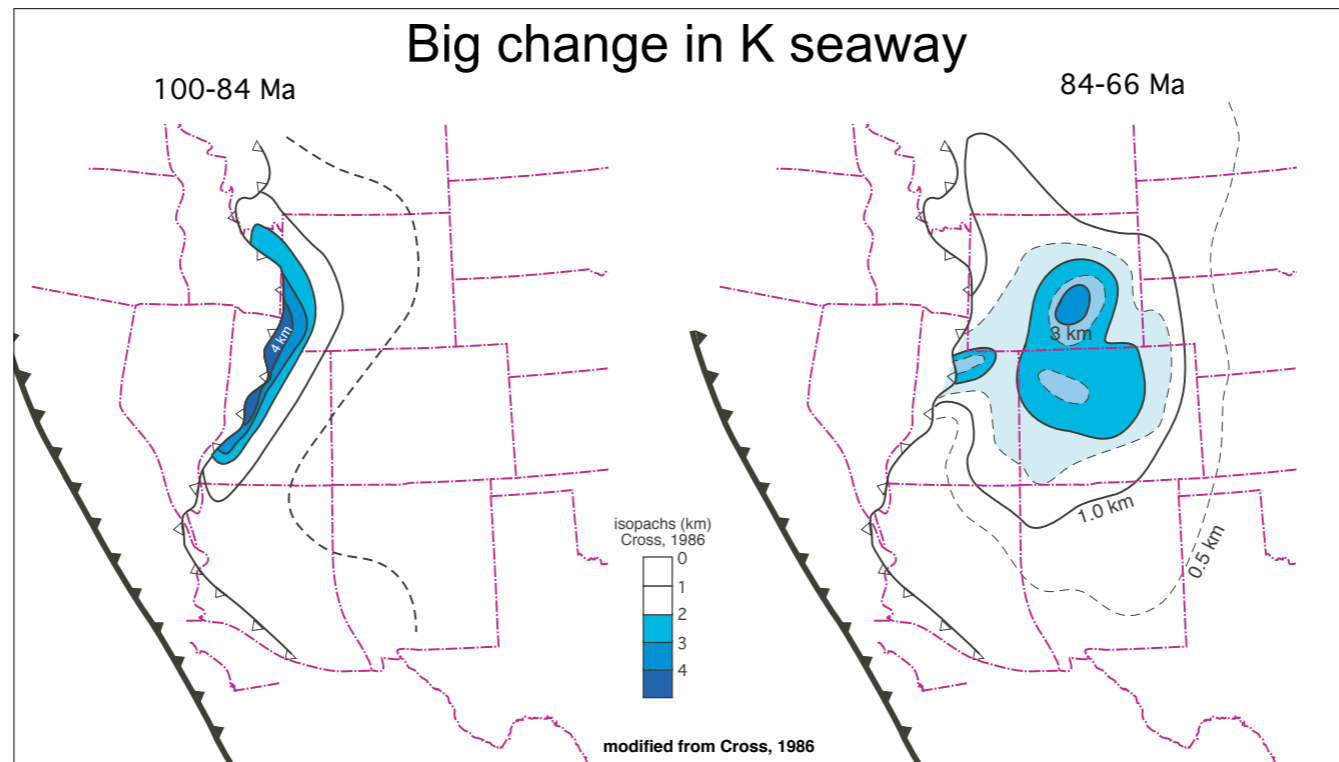 Big change in K seaway
100-84 Ma
84-66 Ma
4 km
3 km
1.0 km
0.5 km
isopachs (km)
Cross, 1986
0
1
2
3
4
modified from Cross, 1986